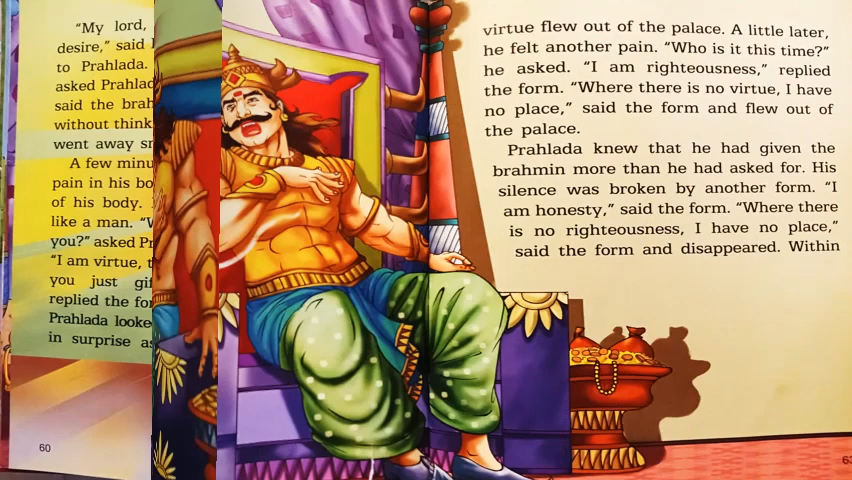 "My lord,
desire," said
to Prahlada.
asked Prahlad
said the brah
without think
went away
A few minu
pain in his bo
of his body.
like a man.
you?" asked Pr
"I am virtue,
you just gif
replied the for
Prahlada looke
in surprise as
60
virtue flew out of the palace. A little later,
he felt another pain. "Who is it this time?"
he asked. "I am righteousness," replied
the form. "Where there is no virtue, I have
no place," said the form and flew out of
the palace.
Prahlada knew that he had given the
brahmin more than he had asked for. His
silence was broken by another form. "I
am honesty," said the form. "Where there
is no righteousness, I have no place,"
said the form and disappeared. Within